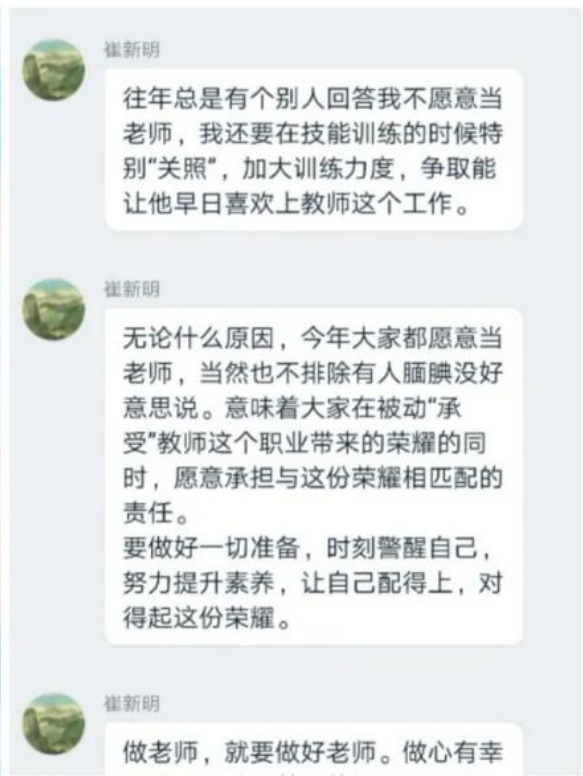 崔新明
往年总是有个别人回答我不愿意当
老师，我还要在技能训练的时候特
别“关照”，加大训练力度，争取能
让他早日喜欢上教师这个工作。
崔新明
无论什么原因，今年大家都愿意当
老师，当然也不排除有人腼腆没好
意思说。意味着大家在被动“承
受”教师这个职业带来的荣耀的同
时，愿意承担与这份荣耀相匹配的
责任。
要做好一切准备，时刻警醒自己，
努力提升素养，让自己配得上，对
得起这份荣耀。
崔新明
做老师，就要做好老师。做心有幸